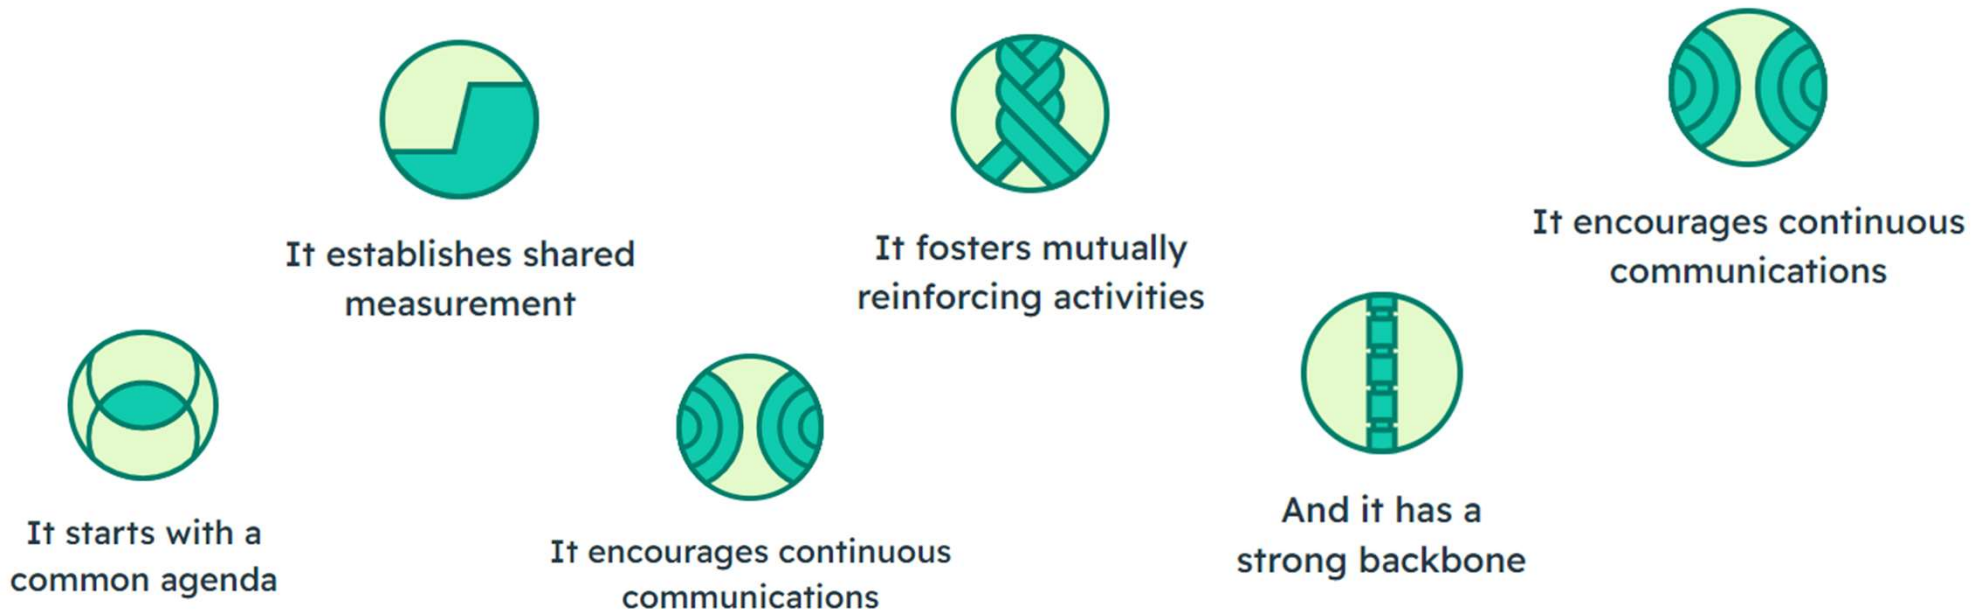 It starts with a
common agenda
It establishes shared
measurement
It encourages continuous
communications
It fosters mutually
reinforcing activities
And it has a
strong backbone
It encourages continuous
communications